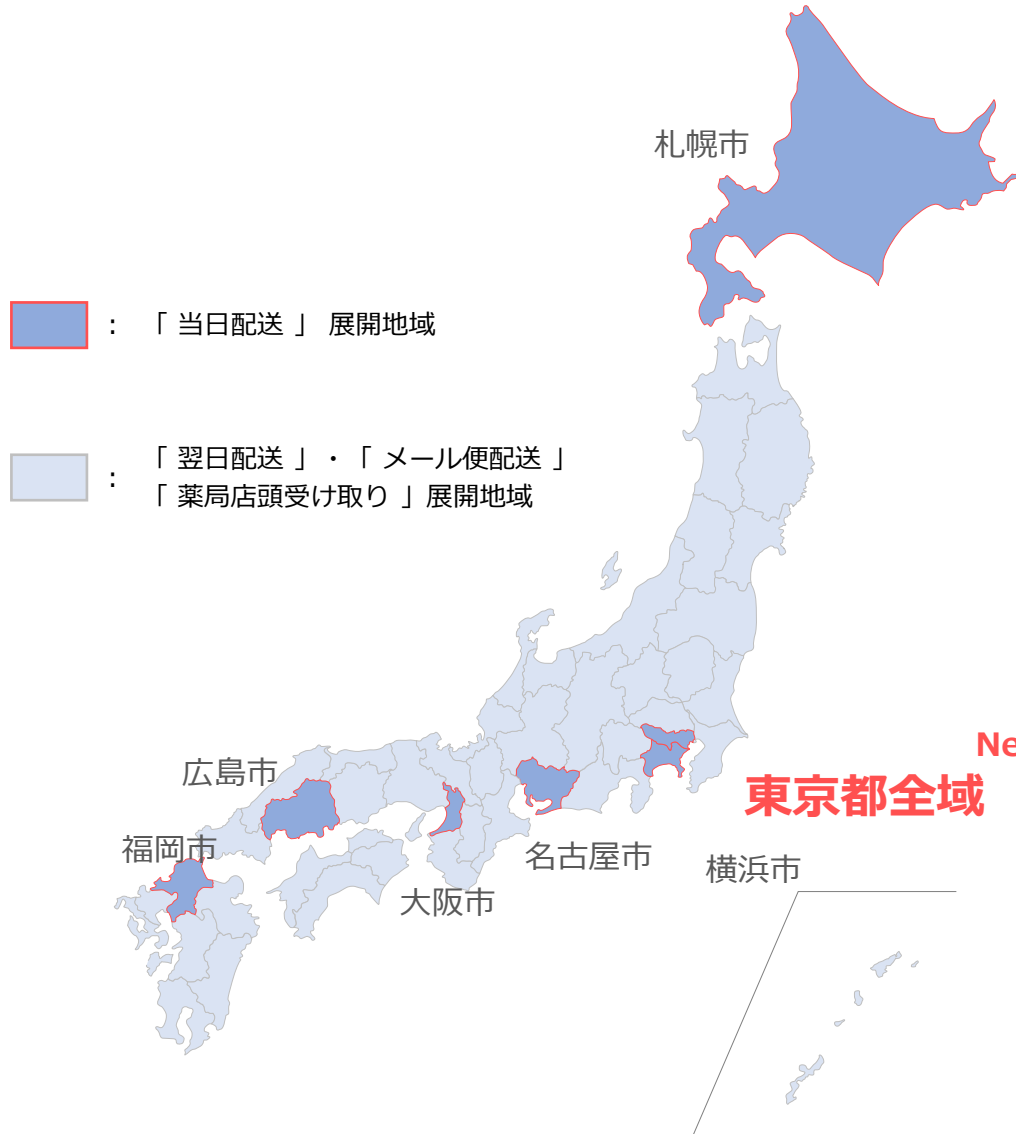 札幌市
： 「 当日配送 」 展開地域
： 「 翌日配送 」・「 メール便配送 」
「 薬局店頭受け取り 」展開地域
Ne
東京都全域
広島市
福岡市
名古屋市
横浜市
大阪市